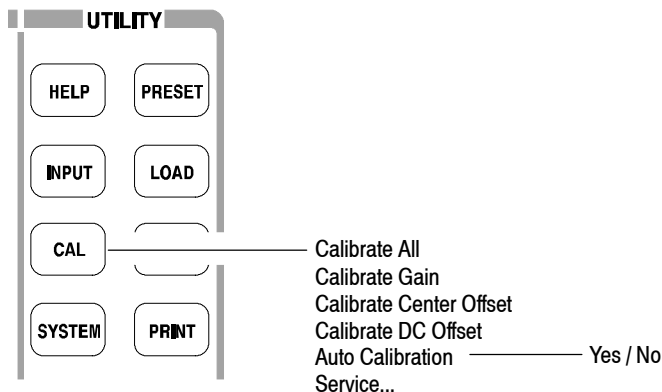 UTILITY
HELP PRESET
INPUT LOAD
CAL
SYSTEM PRINT
Calibrate All
Calibrate Gain
Calibrate Center Offset
Calibrate DC Offset
Auto Calibration Yes / No
Service...